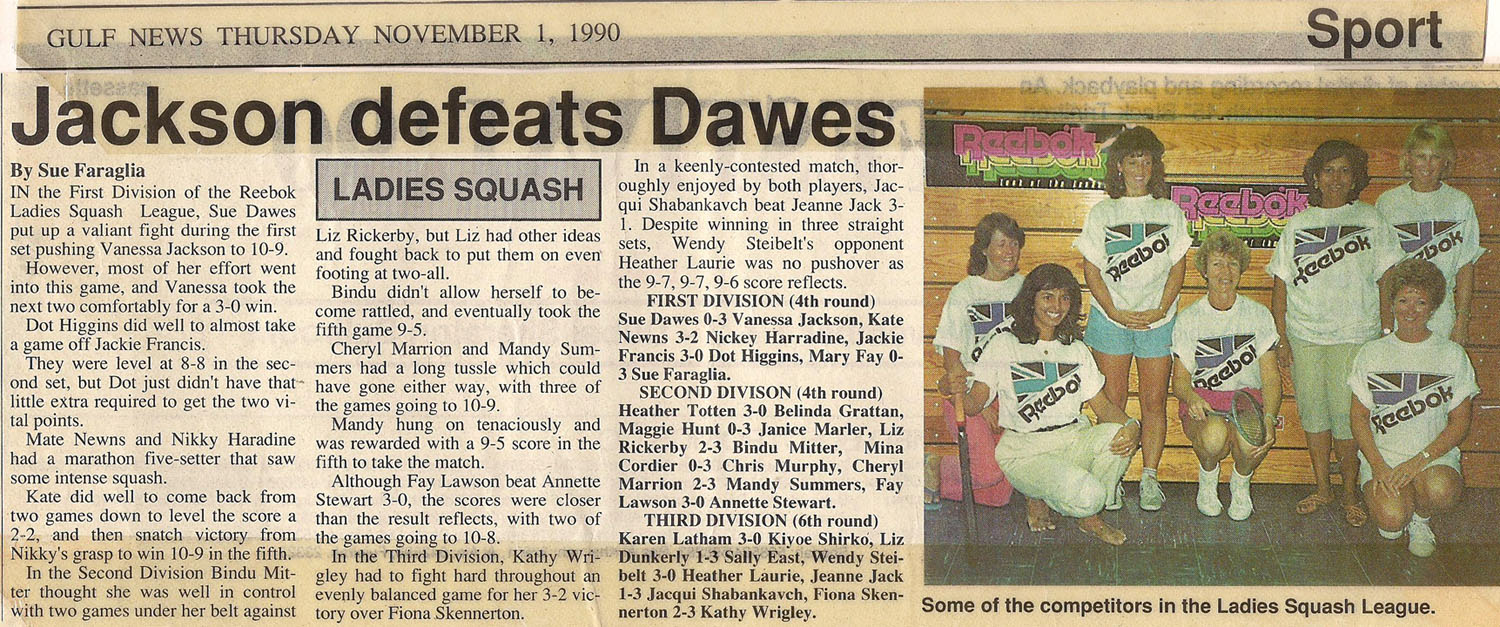 GULF NEWS THURSDAY NOVEMBER 1, 1990
Sport
Jackson defeats Dawes
By Sue Faraglia
IN the First Division of the Reebok
Ladies Squash League, Sue Dawes
put up a valiant fight during the first
set pushing Vanessa Jackson to 10-9.
However, most of her effort went
into this game, and Vanessa took the
next two comfortably for a 3-0 win.
Dot Higgins did well to almost take
a game off Jackie Francis.
They were level at 8-8 in the sec-
ond set, but Dot just didn't have that
little extra required to get the two vi-
tal points.
Mate Newns and Nikky Haradine
had a marathon five-setter that saw
some intense squash.
Kate did well to come back from
two games down to level the score a
2-2, and then snatch victory from
Nikky's grasp to win 10-9 in the fifth.
In the Second Division Bindu Mit-
ter thought she was well in control
with two games under her belt against
LADIES SQUASH
Liz Rickerby, but Liz had other ideas
and fought back to put them on even
footing at two-all.
Bindu didn't allow herself to be-
come rattled, and eventually took the
fifth game 9-5.
Cheryl Marrion and Mandy Sum-
mers had a long tussle which could
have gone either way, with three of
the games going to 10-9.
Mandy hung on tenaciously and
was rewarded with a 9-5 score in the
fifth to take the match.
Although Fay Lawson beat Annette
Stewart 3-0, the scores were closer
than the result reflects, with two of
the games going to 10-8.
In the Third Division, Kathy Wri-
gley had to fight hard throughout an
evenly balanced game for her 3-2 vic-
tory over Fiona Skennerton.
In a keenly-contested match, thor-
oughly enjoyed by both players, Jac-
qui Shabankavch beat Jeanne Jack 3-
1. Despite winning in three straight
sets, Wendy Steibelt's opponent
Heather Laurie was no pushover as
the 9-7, 9-7, 9-6 score reflects.
FIRST DIVISION (4th round)
Sue Dawes 0-3 Vanessa Jackson, Kate
Newns 3-2 Nickey Harradine, Jackie
Francis 3-0 Dot Higgins, Mary Fay 0-
3 Sue Faraglia.
SECOND DIVISON (4th round)
Heather Totten 3-0 Belinda Grattan,
Maggie Hunt 0-3 Janice Marler, Liz
Rickerby 2-3 Bindu Mitter, Mina
Cordier 0-3 Chris Murphy, Cheryl
Marrion 2-3 Mandy Summers, Fay
Lawson 3-0 Annette Stewart.
THIRD DIVISION (6th round)
Karen Latham 3-0 Kiyoe Shirko, Liz
Dunkerly 1-3 Sally East, Wendy Stei-
belt 3-0 Heather Laurie, Jeanne Jack
1-3 Jacqui Shabankavch, Fiona Sken-
nerton 2-3 Kathy Wrigley.
Reebok
Reebok
Reebok
Reebok
Reebok
Reebok
Reebok
Reebok
Some of the competitors in the Ladies Squash League.